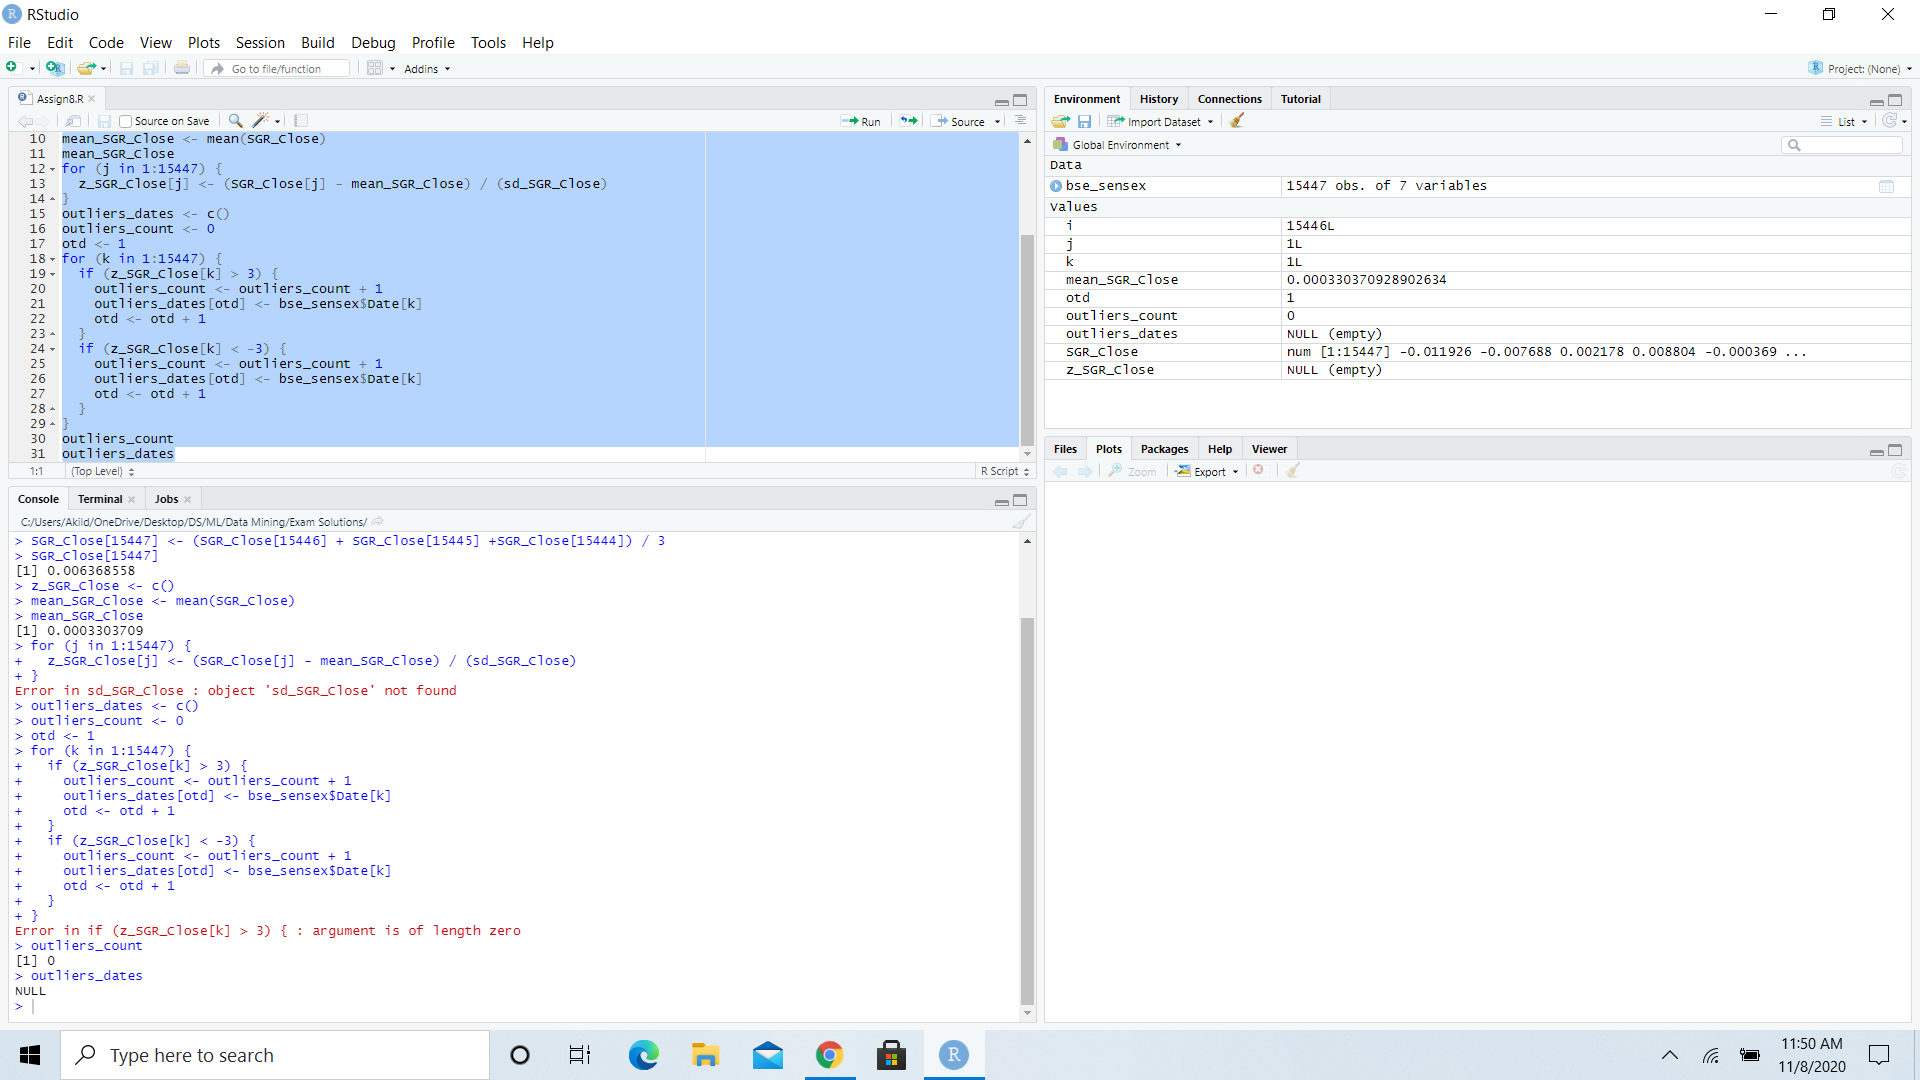 RStudio
File Edit Code View Plots Session Build Debug Profile Tools Help
Go to file/function Addins Project: (None)
Assign8.R
Source on Save Run Source
10 mean_SGR_Close <- mean(SGR_Close)
11 mean_SGR_Close
12 for (j in 1:15447) {
13 z_SGR_Close[j] <- (SGR_Close[j] - mean_SGR_Close) / (sd_SGR_Close)
14 }
15 outliers_dates <- c()
16 outliers_count <- 0
17 otd <- 1
18 for (k in 1:15447) {
19 if (z_SGR_Close[k] > 3) {
20 outliers_count <- outliers_count + 1
21 outliers_dates[otd] <- bse_sensex$Date[k]
22 otd <- otd + 1
23 }
24 if (z_SGR_Close[k] < -3) {
25 outliers_count <- outliers_count + 1
26 outliers_dates[otd] <- bse_sensex$Date[k]
27 otd <- otd + 1
28 }
29 }
30 outliers_count
31 outliers_dates
1:1 (Top Level) R Script
Console Terminal Jobs
C:/Users/Akild/OneDrive/Desktop/DS/ML/Data Mining/Exam Solutions/
> SGR_Close[15447] <- (SGR_Close[15446] + SGR_Close[15445] +SGR_Close[15444]) / 3
> SGR_Close[15447]
[1] 0.006368558
> z_SGR_Close <- c()
> mean_SGR_Close <- mean(SGR_Close)
> mean_SGR_Close
[1] 0.0003303709
> for (j in 1:15447) {
+ z_SGR_Close[j] <- (SGR_Close[j] - mean_SGR_Close) / (sd_SGR_Close)
+ }
Error in sd_SGR_Close : object 'sd_SGR_Close' not found
> outliers_dates <- c()
> outliers_count <- 0
> otd <- 1
> for (k in 1:15447) {
+ if (z_SGR_Close[k] > 3) {
+ outliers_count <- outliers_count + 1
+ outliers_dates[otd] <- bse_sensex$Date[k]
+ otd <- otd + 1
+ }
+ if (z_SGR_Close[k] < -3) {
+ outliers_count <- outliers_count + 1
+ outliers_dates[otd] <- bse_sensex$Date[k]
+ otd <- otd + 1
+ }
+ }
Error in if (z_SGR_Close[k] > 3) { : argument is of length zero
> outliers_count
[1] 0
> outliers_dates
NULL
>
Environment History Connections Tutorial
Import Dataset List
Global Environment
Data
bse_sensex 15447 obs. of 7 variables
Values
i 15446L
j 1L
k 1L
mean_SGR_Close 0.000330370928902634
otd 1
outliers_count 0
outliers_dates NULL (empty)
SGR_Close num [1:15447] -0.011926 -0.007688 0.002178 0.008804 -0.000369 ...
z_SGR_Close NULL (empty)
Files Plots Packages Help Viewer
Zoom Export
Type here to search
11:50 AM
11/8/2020